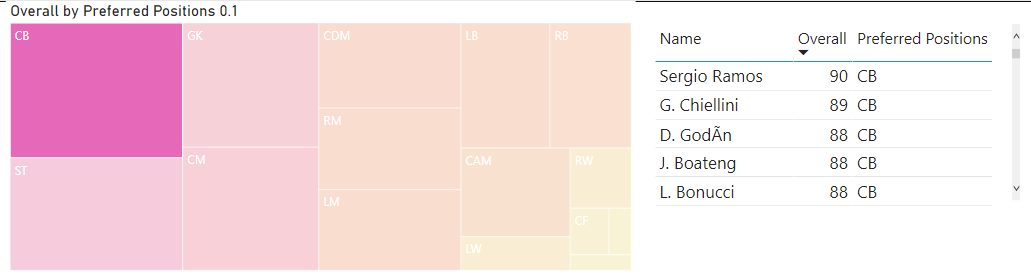 Overall by Preferred Positions 0.1
CB
GK
CDM
LB
RB
RM
CM
CAM
RW
ST
LM
CF
LW
Name Overall Preferred Positions
Sergio Ramos 90 CB
G. Chiellini 89 CB
D. GodÃn 88 CB
J. Boateng 88 CB
L. Bonucci 88 CB